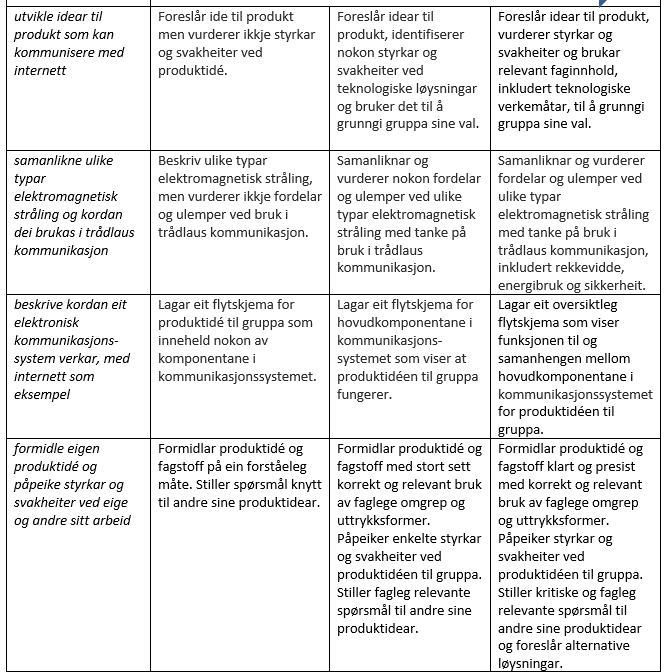 utvikle idear til
produkt som kan
kommunisere med
internett
Foreslår ide til produkt
men vurderer ikkje styrkar
og svakheiter ved
produktidé.
Foreslår idear til
produkt, identifiserer
nokon styrkar og
svakheiter ved
teknologiske løysningar
og bruker det til å
grunngi gruppa sine val.
Foreslår idear til produkt,
vurderer styrkar og
svakheiter og brukar
relevant faginnhold,
inkludert teknologiske
verkemåtar, til å grunngi
gruppa sine val.
samanlikne ulike
typar
elektromagnetisk
stråling og kordan
dei brukas i trådlaus
kommunikasjon
Beskriv ulike typar
elektromagnetisk stråling,
men vurderer ikkje fordelar
og ulemper ved bruk i
trådlaus kommunikasjon.
Samanliknar og
vurderer nokon fordelar
og ulemper ved ulike
typar elektromagnetisk
stråling med tanke på
bruk i trådlaus
kommunikasjon.
Samanliknar og vurderer
fordelar og ulemper ved
ulike typar
elektromagnetisk stråling
med tanke på bruk i
trådlaus kommunikasjon,
inkludert rekkevidde,
energibruk og sikkerheit.
beskrive kordan eit
elektronisk
kommunikasjons-
system verkar, med
internett som
eksempel
Lagar eit flytskjema for
produktidé til gruppa som
inneheld nokon av
komponentane i
kommunikasjonssystemet.
Lagar eit flytskjema for
hovudkomponentane i
kommunikasjons-
systemet som viser at
produktidéen til gruppa
fungerer.
Lagar eit oversiktleg
flytskjema som viser
funksjonen til og
samanhengen mellom
hovudkomponentane i
kommunikasjonssystemet
for produktidéen til
gruppa.
formidle eigen
produktidé og
påpeike styrkar og
svakheiter ved eige
og andre sitt arbeid
Formidlar produktidé og
fagstoff på ein forståeleg
måte. Stiller spørsmål knytt
til andre sine produktidear.
Formidlar produktidé og
fagstoff med stort sett
korrekt og relevant bruk
av faglege omgrep og
uttrykksformer.
Påpeiker enkelte styrkar
og svakheiter ved
produktidéen til gruppa.
Stiller fagleg relevante
spørsmål til andre sine
produktidear.
Formidlar produktidé og
fagstoff klart og presist
med korrekt og relevant
bruk av faglege omgrep
og uttrykksformer.
Påpeiker styrkar og
svakheiter ved
produktidéen til gruppa.
Stiller kritiske og fagleg
relevante spørsmål til
andre sine produktidear
og foreslår alternative
løysningar.